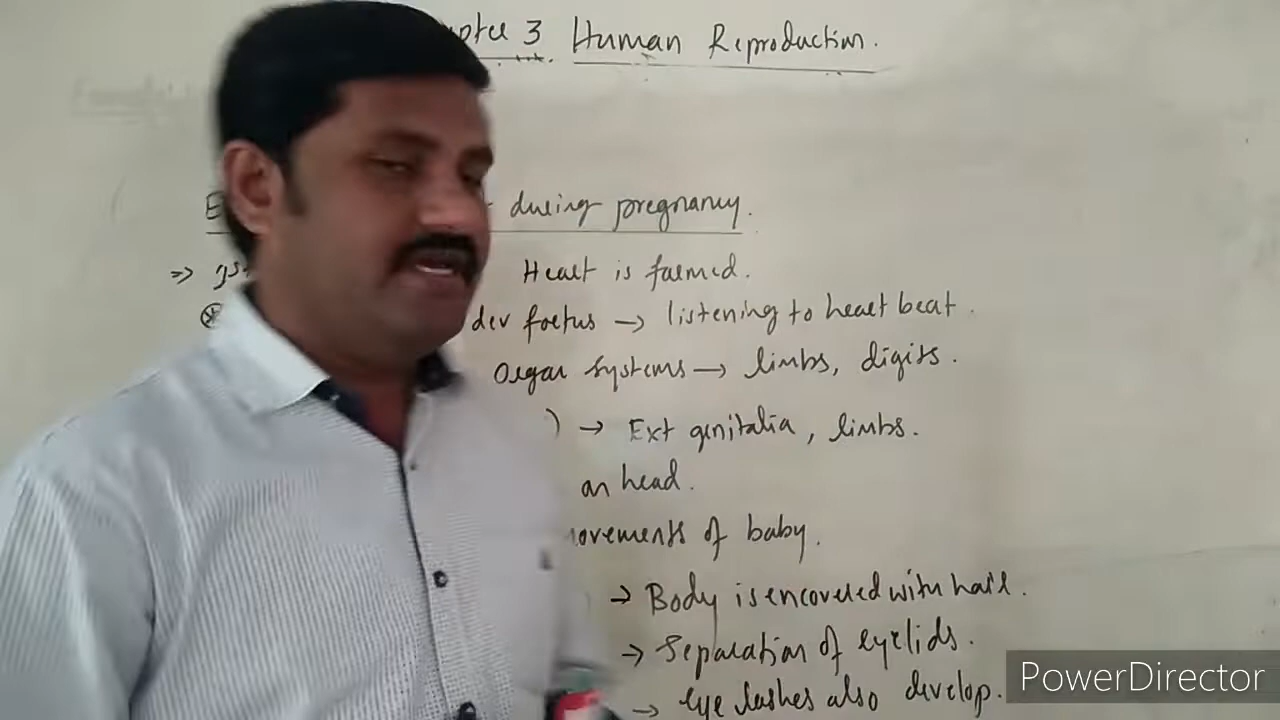 3 Human Reproduction.
during pregnancy.
⇒ Heart is formed.
dev foetus → listening to heart beat.
Organ systems → limbs, digits.
) → Ext genitalia, limbs.
on head.
movements of baby.
→ Body is encovered with hair.
→ Separation of eyelids.
→ eye lashes also develop.
PowerDirector